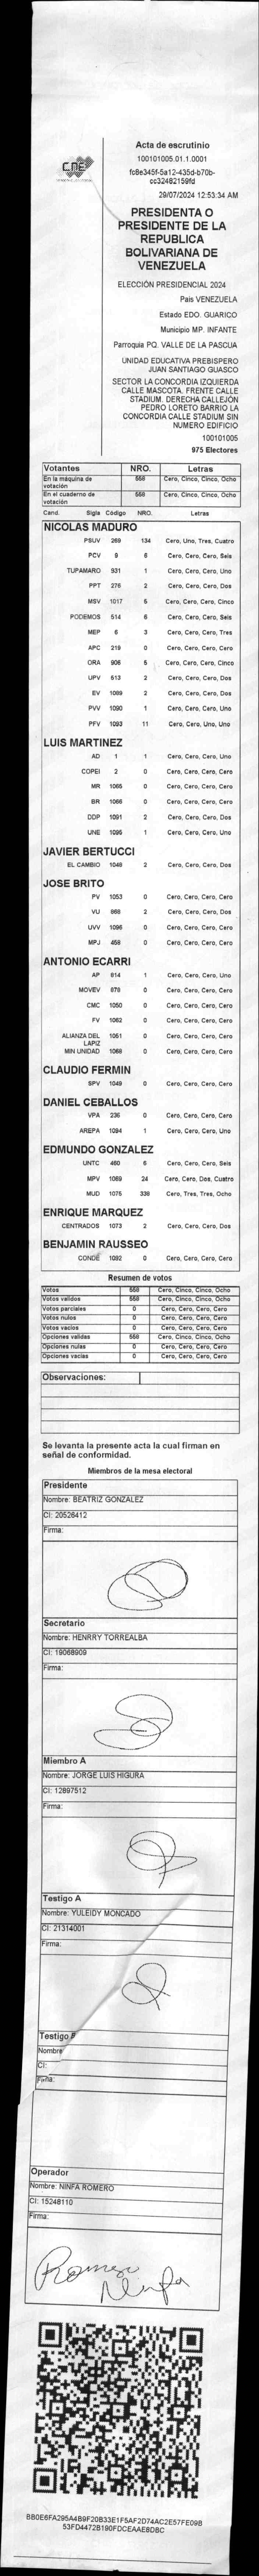 CNE
Acta de escrutinio
100101005.01.1.0001
fc8e345f-5a12-435d-b70b-
cc32482159fd
29/07/2024 12:53:34 AM
PRESIDENTA O
PRESIDENTE DE LA
REPUBLICA
BOLIVARIANA DE
VENEZUELA
ELECCIÓN PRESIDENCIAL 2024
Pais VENEZUELA
Estado EDO. GUARICO
Municipio MP. INFANTE
Parroquia PQ. VALLE DE LA PASCUA
UNIDAD EDUCATIVA PREBISPERO
JUAN SANTIAGO GUASCO
SECTOR LA CONCORDIA IZQUIERDA
CALLE MASCOTA. FRENTE CALLE
STADIUM. DERECHA CALLEJÓN
PEDRO LORETO BARRIO LA
CONCORDIA CALLE STADIUM SIN
NUMERO EDIFICIO
100101005
975 Electores
Votantes NRO. Letras
En la máquina de votación 558 Cero, Cinco, Cinco, Ocho
En el cuaderno de votación 558 Cero, Cinco, Cinco, Ocho
Cand. Sigla Código NRO. Letras
NICOLAS MADURO
PSUV 269 134 Cero, Uno, Tres, Cuatro
PCV 9 6 Cero, Cero, Cero, Seis
TUPAMARO 931 1 Cero, Cero, Cero, Uno
PPT 276 2 Cero, Cero, Cero, Dos
MSV 1017 5 Cero, Cero, Cero, Cinco
PODEMOS 514 6 Cero, Cero, Cero, Seis
MEP 6 3 Cero, Cero, Cero, Tres
APC 219 0 Cero, Cero, Cero, Cero
ORA 906 5 Cero, Cero, Cero, Cinco
UPV 513 2 Cero, Cero, Cero, Dos
EV 1089 2 Cero, Cero, Cero, Dos
PVV 1090 1 Cero, Cero, Cero, Uno
PFV 1093 11 Cero, Cero, Uno, Uno
LUIS MARTINEZ
AD 1 1 Cero, Cero, Cero, Uno
COPEI 2 0 Cero, Cero, Cero, Cero
MR 1065 0 Cero, Cero, Cero, Cero
BR 1066 0 Cero, Cero, Cero, Cero
DDP 1091 2 Cero, Cero, Cero, Dos
UNE 1095 1 Cero, Cero, Cero, Uno
JAVIER BERTUCCI
EL CAMBIO 1048 2 Cero, Cero, Cero, Dos
JOSE BRITO
PV 1053 0 Cero, Cero, Cero, Cero
VU 868 2 Cero, Cero, Cero, Dos
UVV 1096 0 Cero, Cero, Cero, Cero
MPJ 458 0 Cero, Cero, Cero, Cero
ANTONIO ECARRI
AP 814 1 Cero, Cero, Cero, Uno
MOVEV 878 0 Cero, Cero, Cero, Cero
CMC 1050 0 Cero, Cero, Cero, Cero
FV 1062 0 Cero, Cero, Cero, Cero
ALIANZA DEL LAPIZ 1051 0 Cero, Cero, Cero, Cero
MIN UNIDAD 1068 0 Cero, Cero, Cero, Cero
CLAUDIO FERMIN
SPV 1049 0 Cero, Cero, Cero, Cero
DANIEL CEBALLOS
VPA 236 0 Cero, Cero, Cero, Cero
AREPA 1094 1 Cero, Cero, Cero, Uno
EDMUNDO GONZALEZ
UNTC 460 6 Cero, Cero, Cero, Seis
MPV 1069 24 Cero, Cero, Dos, Cuatro
MUD 1075 338 Cero, Tres, Tres, Ocho
ENRIQUE MARQUEZ
CENTRADOS 1073 2 Cero, Cero, Cero, Dos
BENJAMIN RAUSSEO
CONDE 1092 0 Cero, Cero, Cero, Cero
Resumen de votos
Votos 558 Cero, Cinco, Cinco, Ocho
Votos validos 558 Cero, Cinco, Cinco, Ocho
Votos parciales 0 Cero, Cero, Cero, Cero
Votos nulos 0 Cero, Cero, Cero, Cero
Votos vacios 0 Cero, Cero, Cero, Cero
Opciones validas 558 Cero, Cinco, Cinco, Ocho
Opciones nulas 0 Cero, Cero, Cero, Cero
Opciones vacias 0 Cero, Cero, Cero, Cero
Observaciones:
Se levanta la presente acta la cual firman en
señal de conformidad.
Miembros de la mesa electoral
Presidente
Nombre: BEATRIZ GONZALEZ
CI: 20526412
Firma:
Secretario
Nombre: HENRRY TORREALBA
CI: 19068909
Firma:
Miembro A
Nombre: JORGE LUIS HIGURA
CI: 12897512
Firma:
Testigo A
Nombre: YULEIDY MONCADO
CI: 21314001
Firma:
Testigo
Nombre
CI:
Firma:
Operador
Nombre: NINFA ROMERO
CI: 15248110
Firma:
Romero
Ninfa
BB0E6FA295A4B9F20B33E1F5AF2D74AC2E57FE09B
53FD4472B190FDCEAAEBDBC